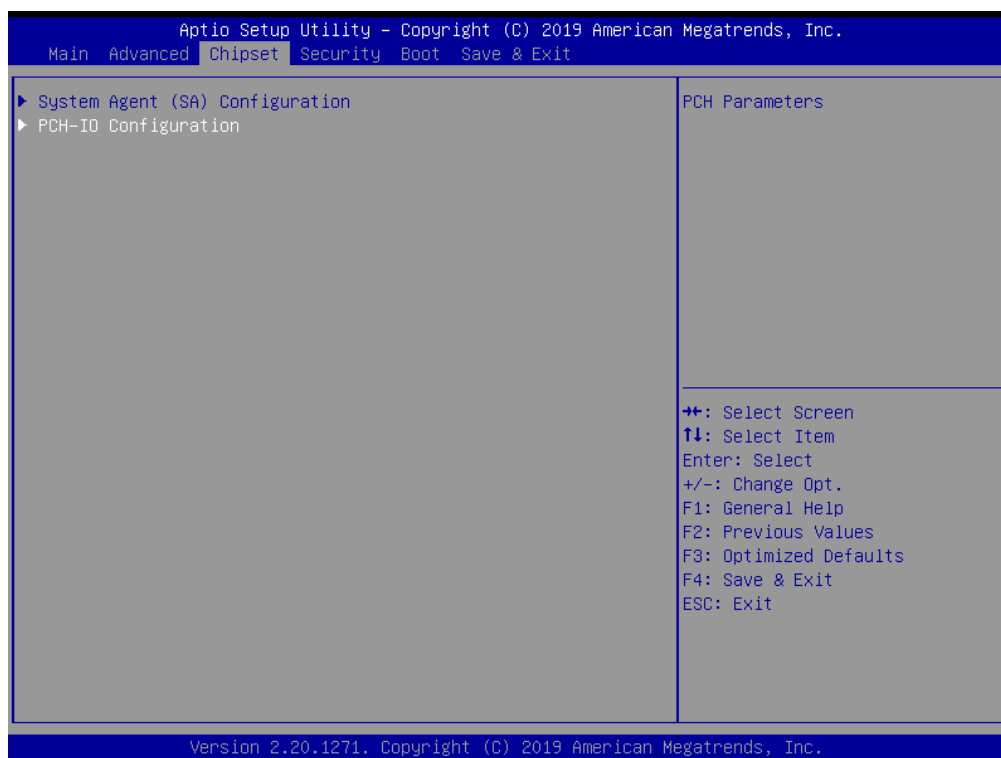 Aptio Setup Utility – Copyright (C) 2019 American Megatrends, Inc.
Main Advanced Chipset Security Boot Save & Exit
▶ System Agent (SA) Configuration
▶ PCH-IO Configuration
PCH Parameters
→←: Select Screen
↑↓: Select Item
Enter: Select
+/-: Change Opt.
F1: General Help
F2: Previous Values
F3: Optimized Defaults
F4: Save & Exit
ESC: Exit
Version 2.20.1271. Copyright (C) 2019 American Megatrends, Inc.